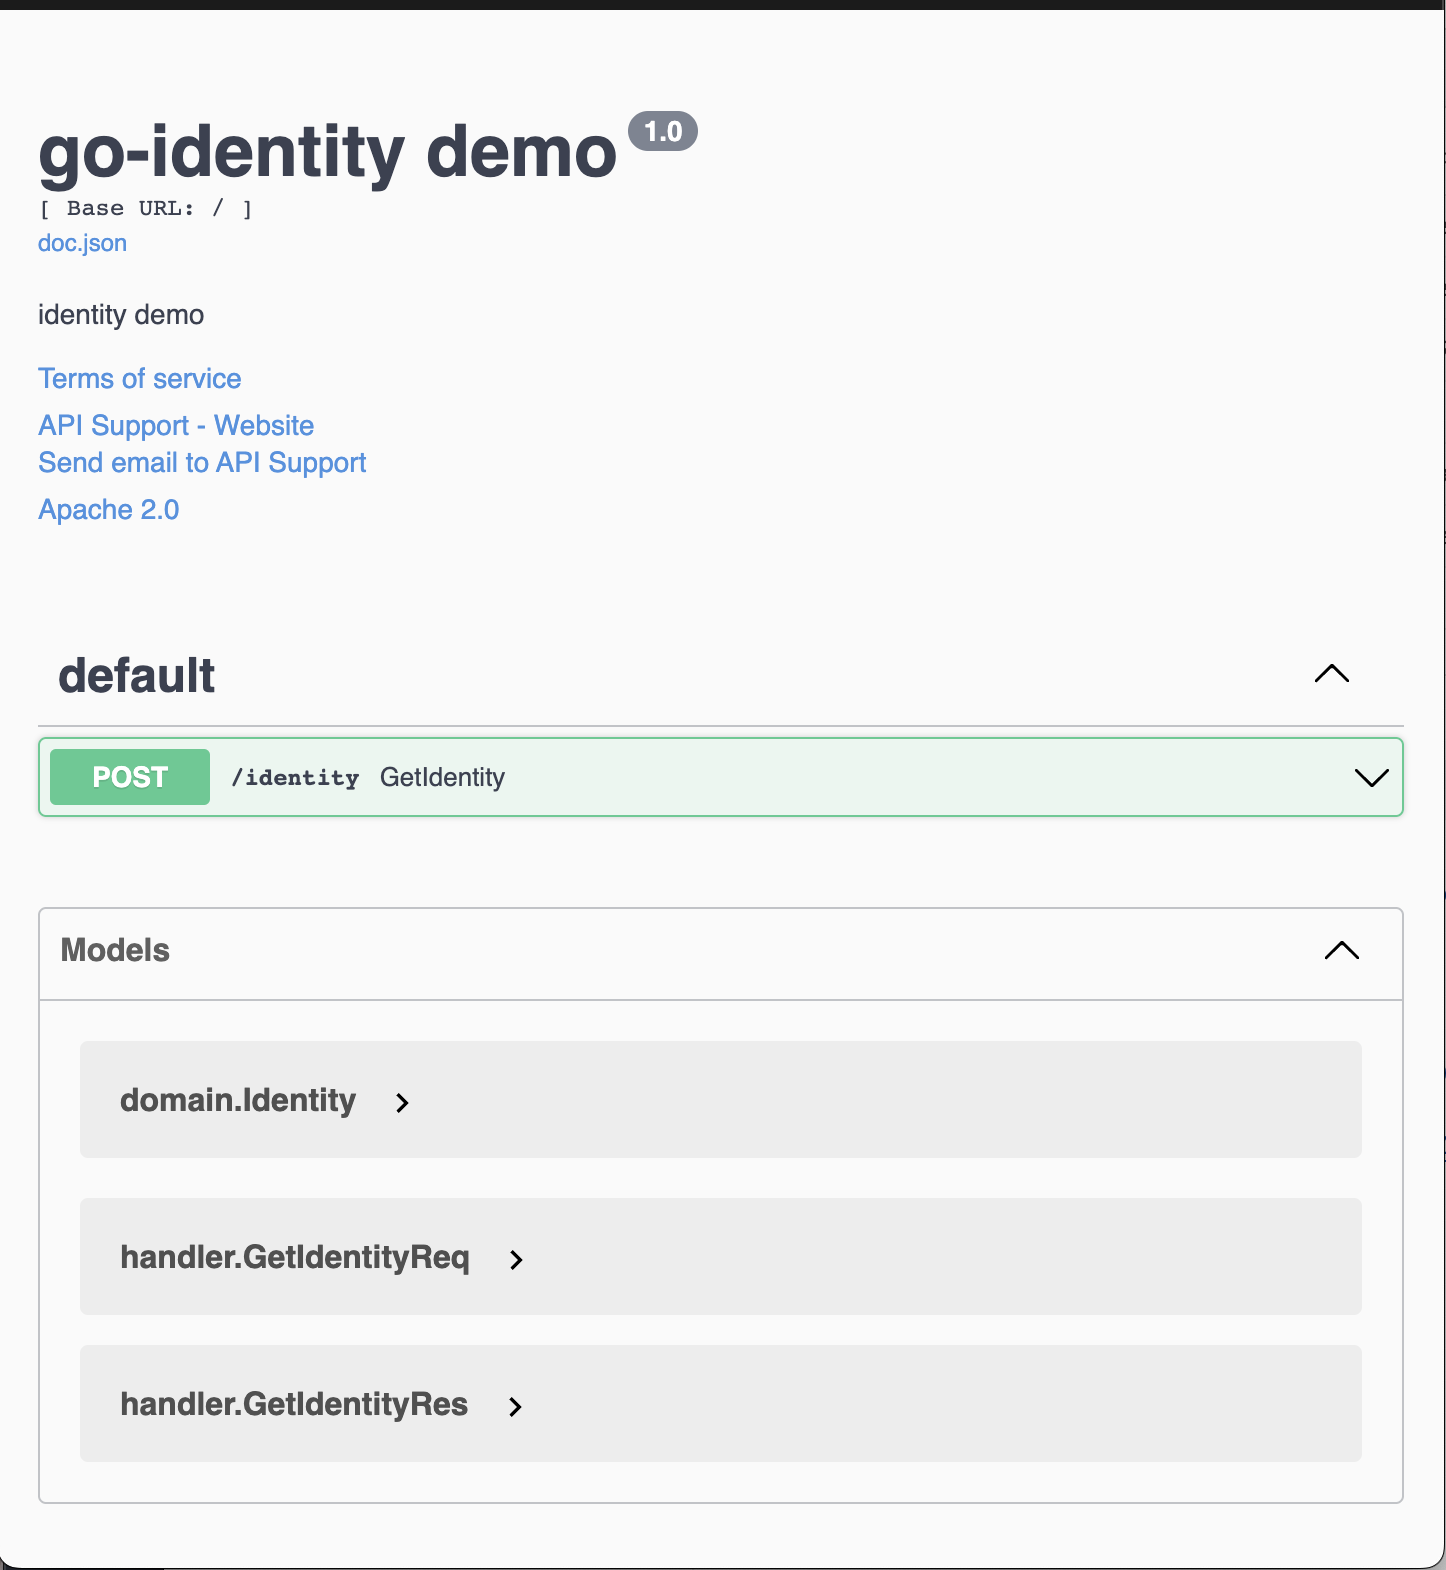 go-identity demo 1.0
[ Base URL: / ]
doc.json
identity demo
Terms of service
API Support - Website
Send email to API Support
Apache 2.0
default
POST /identity GetIdentity
Models
domain.Identity
handler.GetIdentityReq
handler.GetIdentityRes